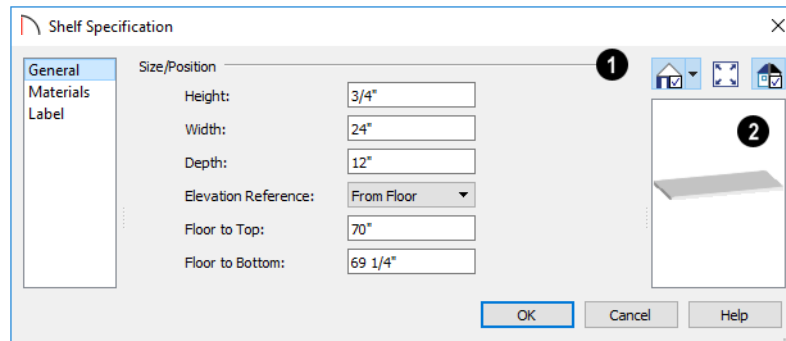 Shelf Specification
General
Materials
Label
Size/Position
1
Height: 3/4"
Width: 24"
Depth: 12"
Elevation Reference: From Floor
Floor to Top: 70"
Floor to Bottom: 69 1/4"
2
OK Cancel Help